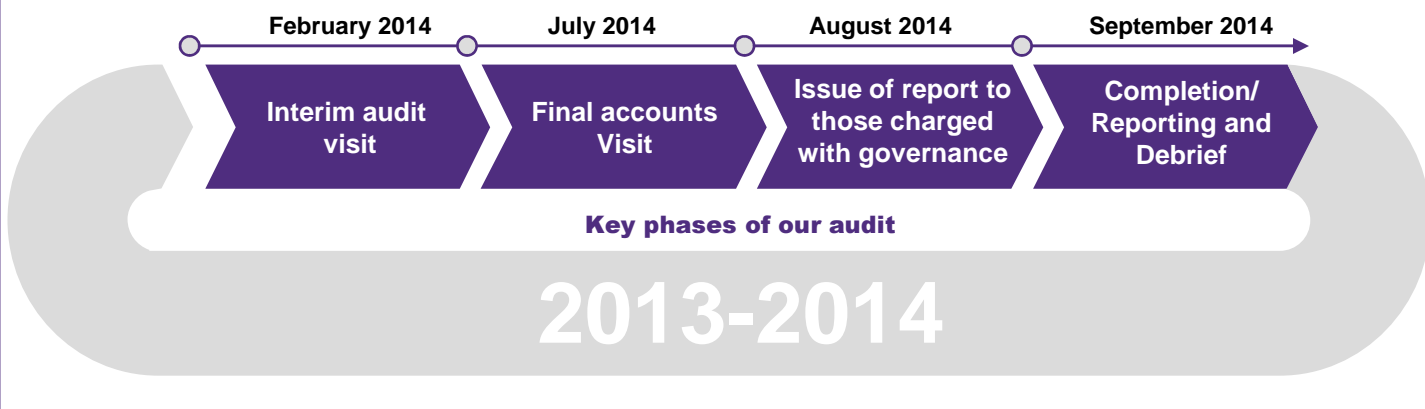 February 2014
July 2014
August 2014
September 2014
Interim audit
visit
Final accounts
Visit
Issue of report to
those charged
with governance
Completion/
Reporting and
Debrief
Key phases of our audit
2013-2014